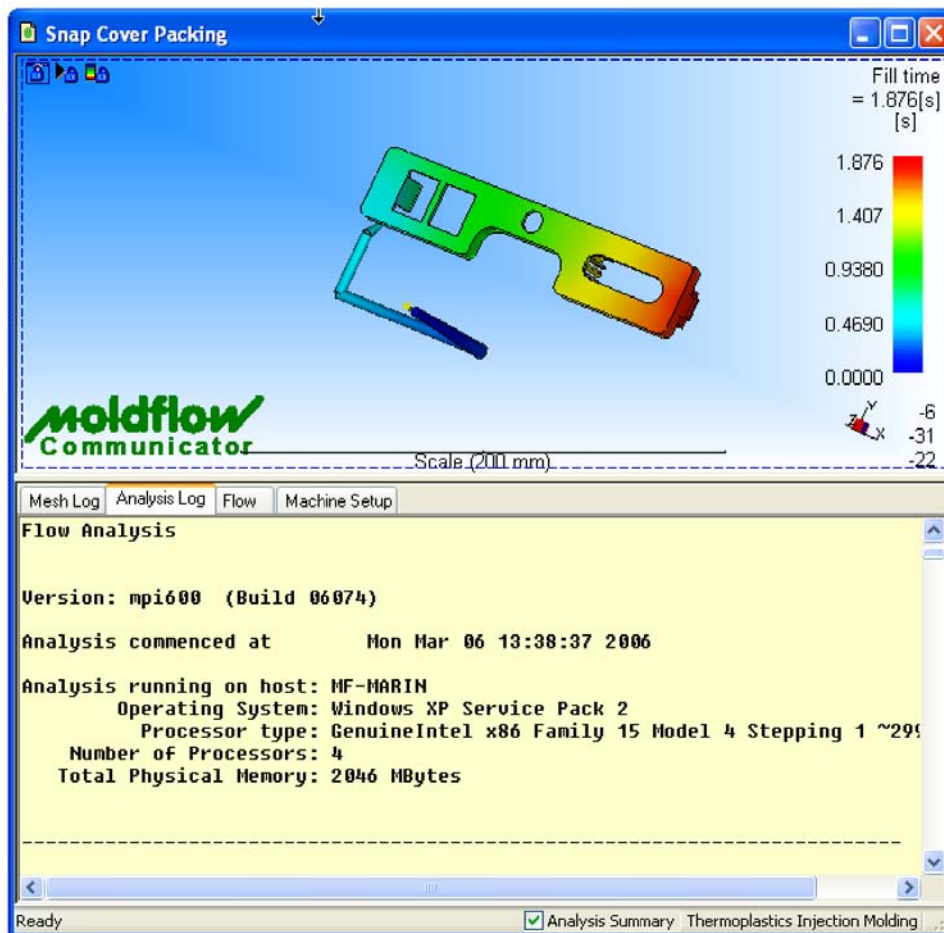 Snap Cover Packing
Fill time
= 1.876[s]
[s]
1.876
1.407
0.9380
0.4690
0.0000
Y
Z
X
-6
-31
-22
moldflow
Communicator
Scale (200 mm)
Mesh Log Analysis Log Flow Machine Setup
Flow Analysis
Version: mpi600 (Build 06074)
Analysis commenced at Mon Mar 06 13:38:37 2006
Analysis running on host: MF-MARIN
Operating System: Windows XP Service Pack 2
Processor type: GenuineIntel x86 Family 15 Model 4 Stepping 1 ~299
Number of Processors: 4
Total Physical Memory: 2046 MBytes
Ready Analysis Summary Thermoplastics Injection Molding